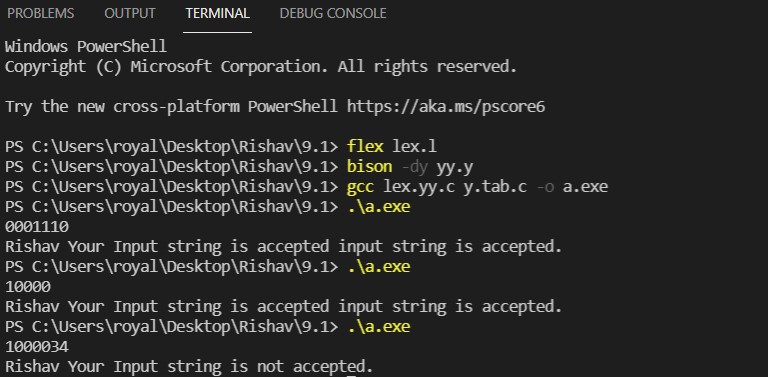 PROBLEMS OUTPUT TERMINAL DEBUG CONSOLE
Windows PowerShell
Copyright (C) Microsoft Corporation. All rights reserved.
Try the new cross-platform PowerShell https://aka.ms/pscore6
PS C:\Users\royal\Desktop\Rishav\9.1> flex lex.l
PS C:\Users\royal\Desktop\Rishav\9.1> bison -dy yy.y
PS C:\Users\royal\Desktop\Rishav\9.1> gcc lex.yy.c y.tab.c -o a.exe
PS C:\Users\royal\Desktop\Rishav\9.1> .\a.exe
0001110
Rishav Your Input string is accepted input string is accepted.
PS C:\Users\royal\Desktop\Rishav\9.1> .\a.exe
10000
Rishav Your Input string is accepted input string is accepted.
PS C:\Users\royal\Desktop\Rishav\9.1> .\a.exe
1000034
Rishav Your Input string is not accepted.